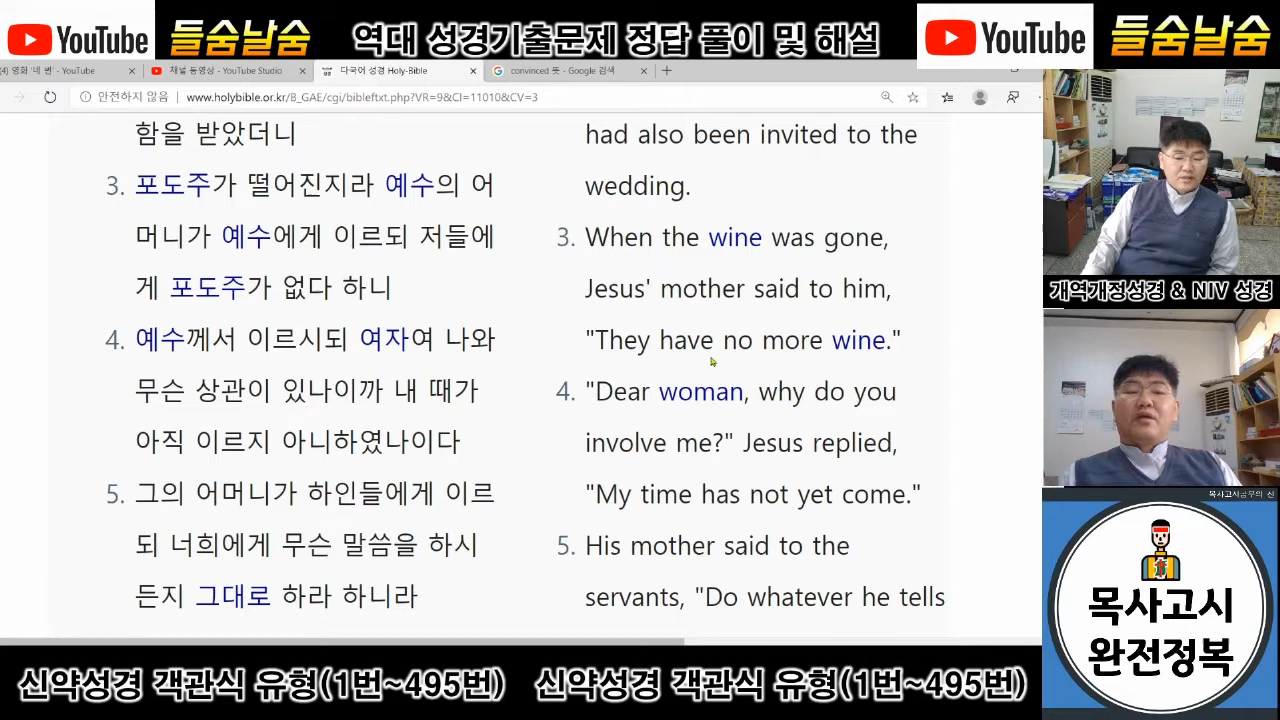 YouTube 들숨날숨 역대 성경기출문제 정답 풀이 및 해설 YouTube 들숨날숨
(4) 영화 '네 번' - YouTube × 채널 동영상 - YouTube Studio × 다국어 성경 Holy-Bible × convinced 뜻 - Google 검색 × +
안전하지 않음 | www.holybible.or.kr/B_GAE/cgi/bibleftxt.php?VR=9&CI=11010&CV=
함을 받았더니
3. 포도주가 떨어진지라 예수의 어
머니가 예수에게 이르되 저들에
게 포도주가 없다 하니
4. 예수께서 이르시되 여자여 나와
무슨 상관이 있나이까 내 때가
아직 이르지 아니하였나이다
5. 그의 어머니가 하인들에게 이르
되 너희에게 무슨 말씀을 하시
든지 그대로 하라 하니라
had also been invited to the
wedding.
3. When the wine was gone,
Jesus' mother said to him,
"They have no more wine."
4. "Dear woman, why do you
involve me?" Jesus replied,
"My time has not yet come."
5. His mother said to the
servants, "Do whatever he tells
개역개정성경 & NIV 성경
목사고시공부의 신
목사고시
완전정복
신약성경 객관식 유형(1번~495번) 신약성경 객관식 유형(1번~495번)